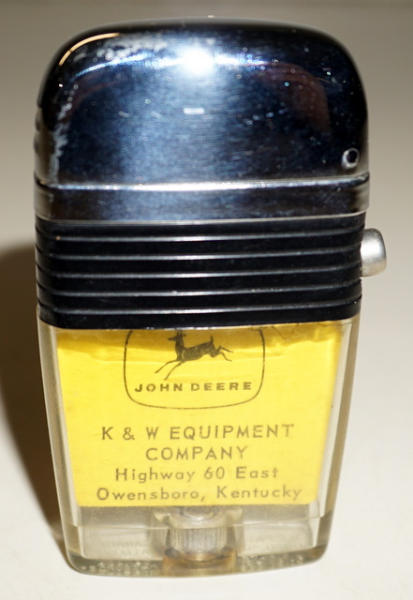 JOHN DEERE
K & W EQUIPMENT
COMPANY
Highway 60 East
Owensboro, Kentucky